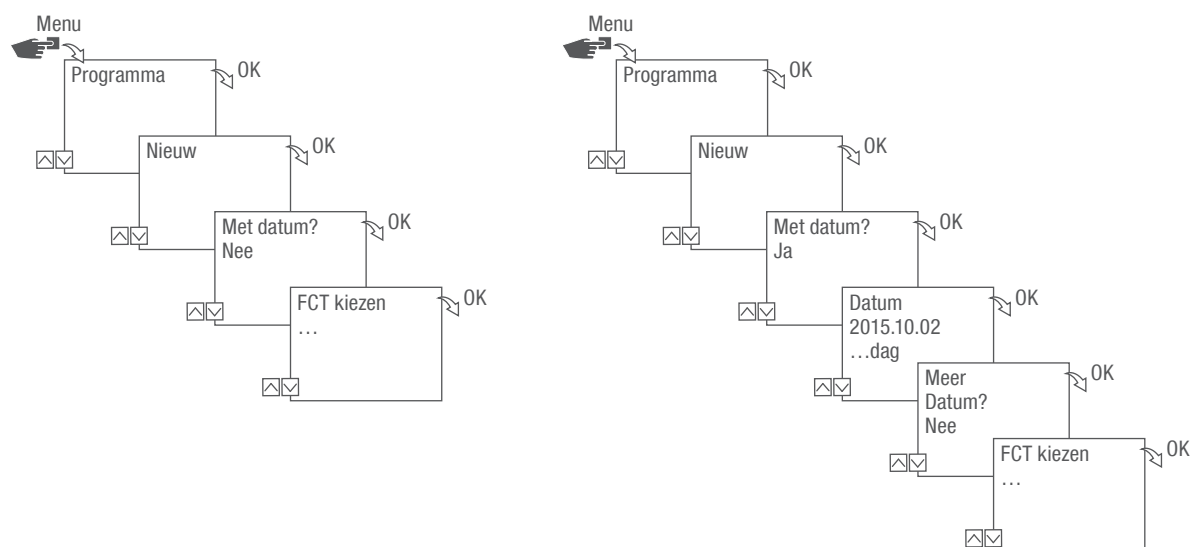 Menu
Programma
OK
Nieuw
OK
Met datum?
Nee
OK
FCT kiezen
...
OK
Menu
Programma
OK
Nieuw
OK
Met datum?
Ja
OK
Datum
2015.10.02
...dag
OK
Meer
Datum?
Nee
OK
FCT kiezen
...
OK